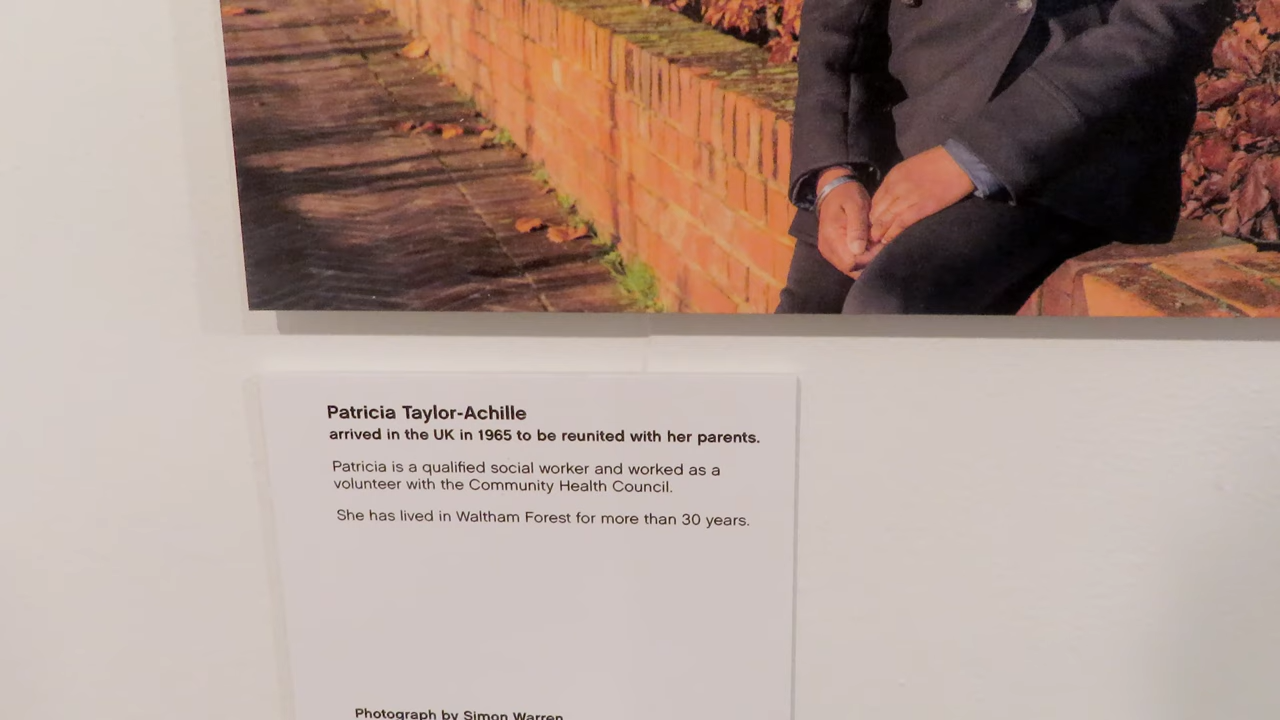 Patricia Taylor-Achille
arrived in the UK in 1965 to be reunited with her parents.
Patricia is a qualified social worker and worked as a
volunteer with the Community Health Council.
She has lived in Waltham Forest for more than 30 years.
Photograph by Simon Warren